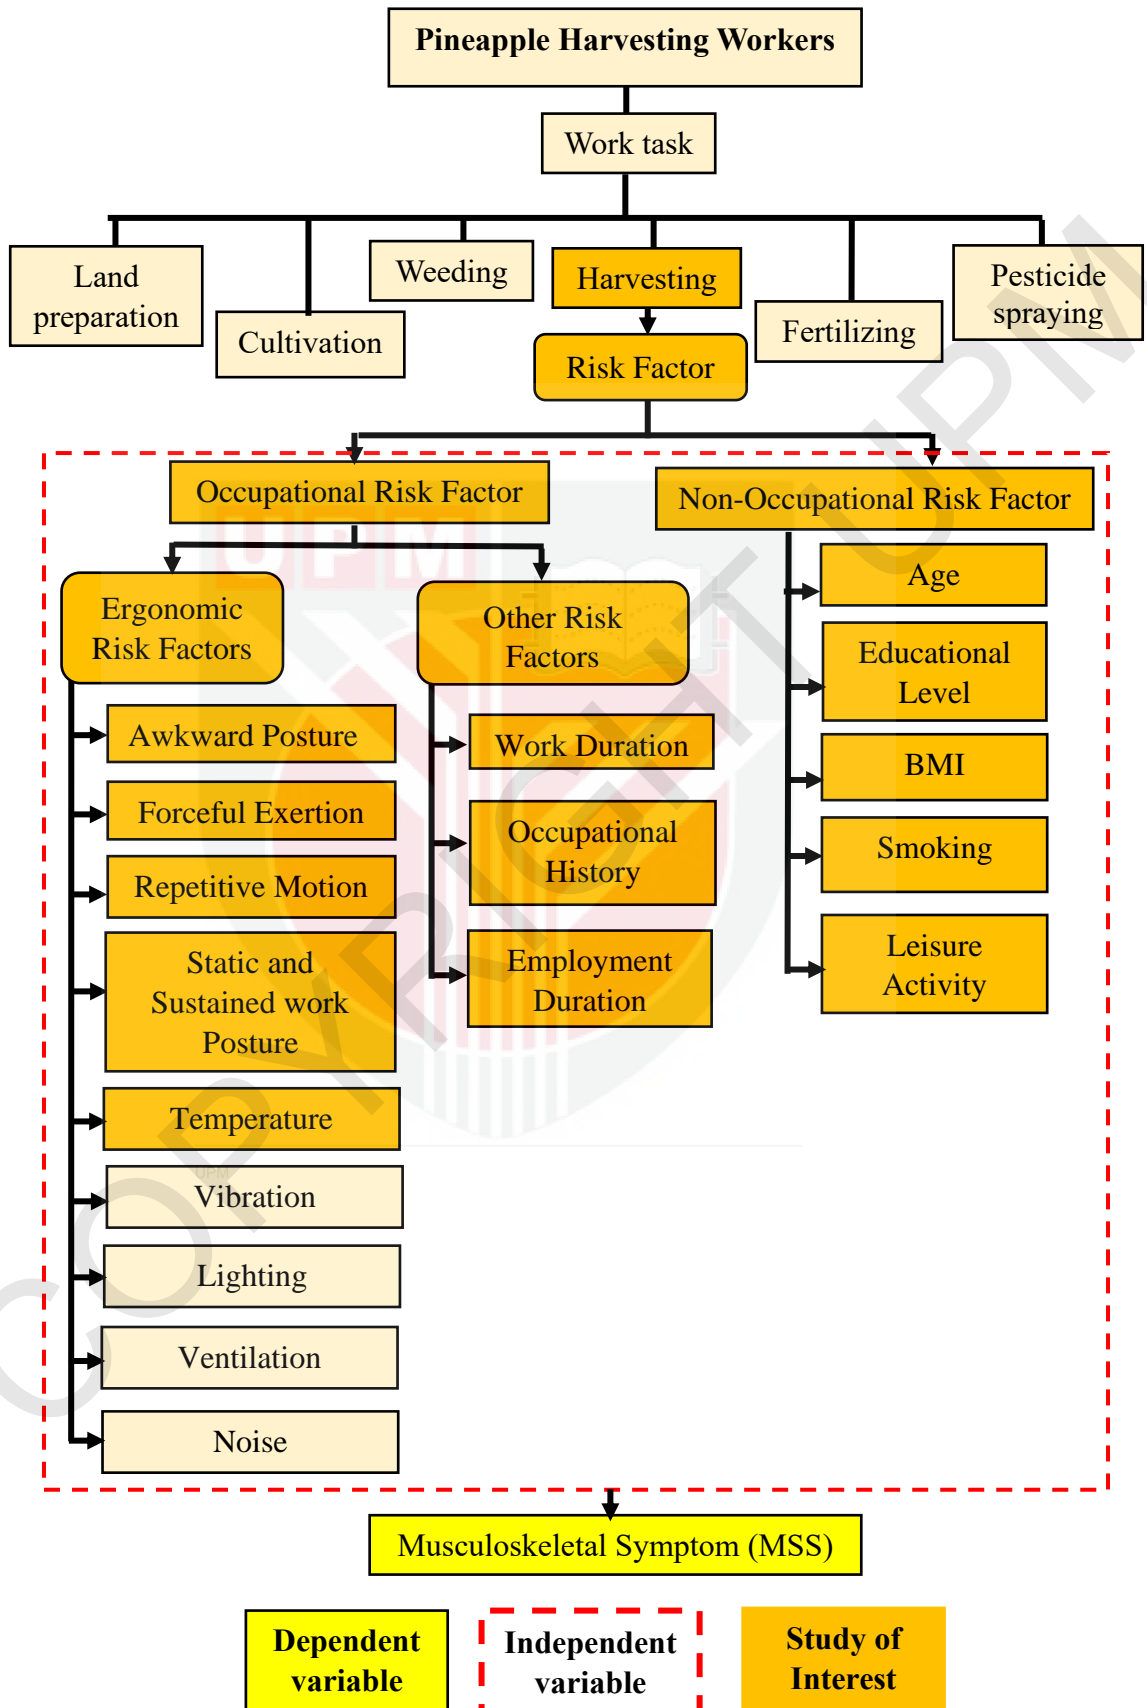 Pineapple Harvesting Workers
Work task
Land
preparation
Cultivation
Weeding
Harvesting
Fertilizing
Pesticide
spraying
Risk Factor
Occupational Risk Factor
Non-Occupational Risk Factor
Ergonomic
Risk Factors
Awkward Posture
Forceful Exertion
Repetitive Motion
Static and
Sustained work
Posture
Temperature
Vibration
Lighting
Ventilation
Noise
Other Risk
Factors
Work Duration
Occupational
History
Employment
Duration
Age
Educational
Level
BMI
Smoking
Leisure
Activity
Musculoskeletal Symptom (MSS)
Dependent
variable
Independent
variable
Study of
Interest
COPYRIGHT UPM
UPM
UPM